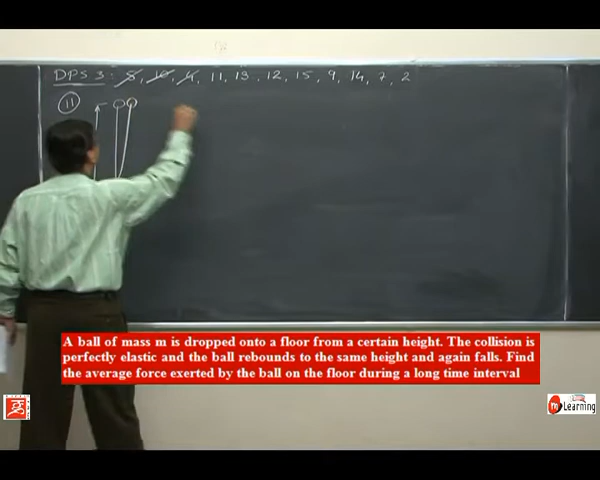 DPS 3: 8, 10, 4, 11, 13, 12, 15, 9, 14, 7, 2
11
A ball of mass m is dropped onto a floor from a certain height. The collision is
perfectly elastic and the ball rebounds to the same height and again falls. Find
the average force exerted by the ball on the floor during a long time interval
m Learning